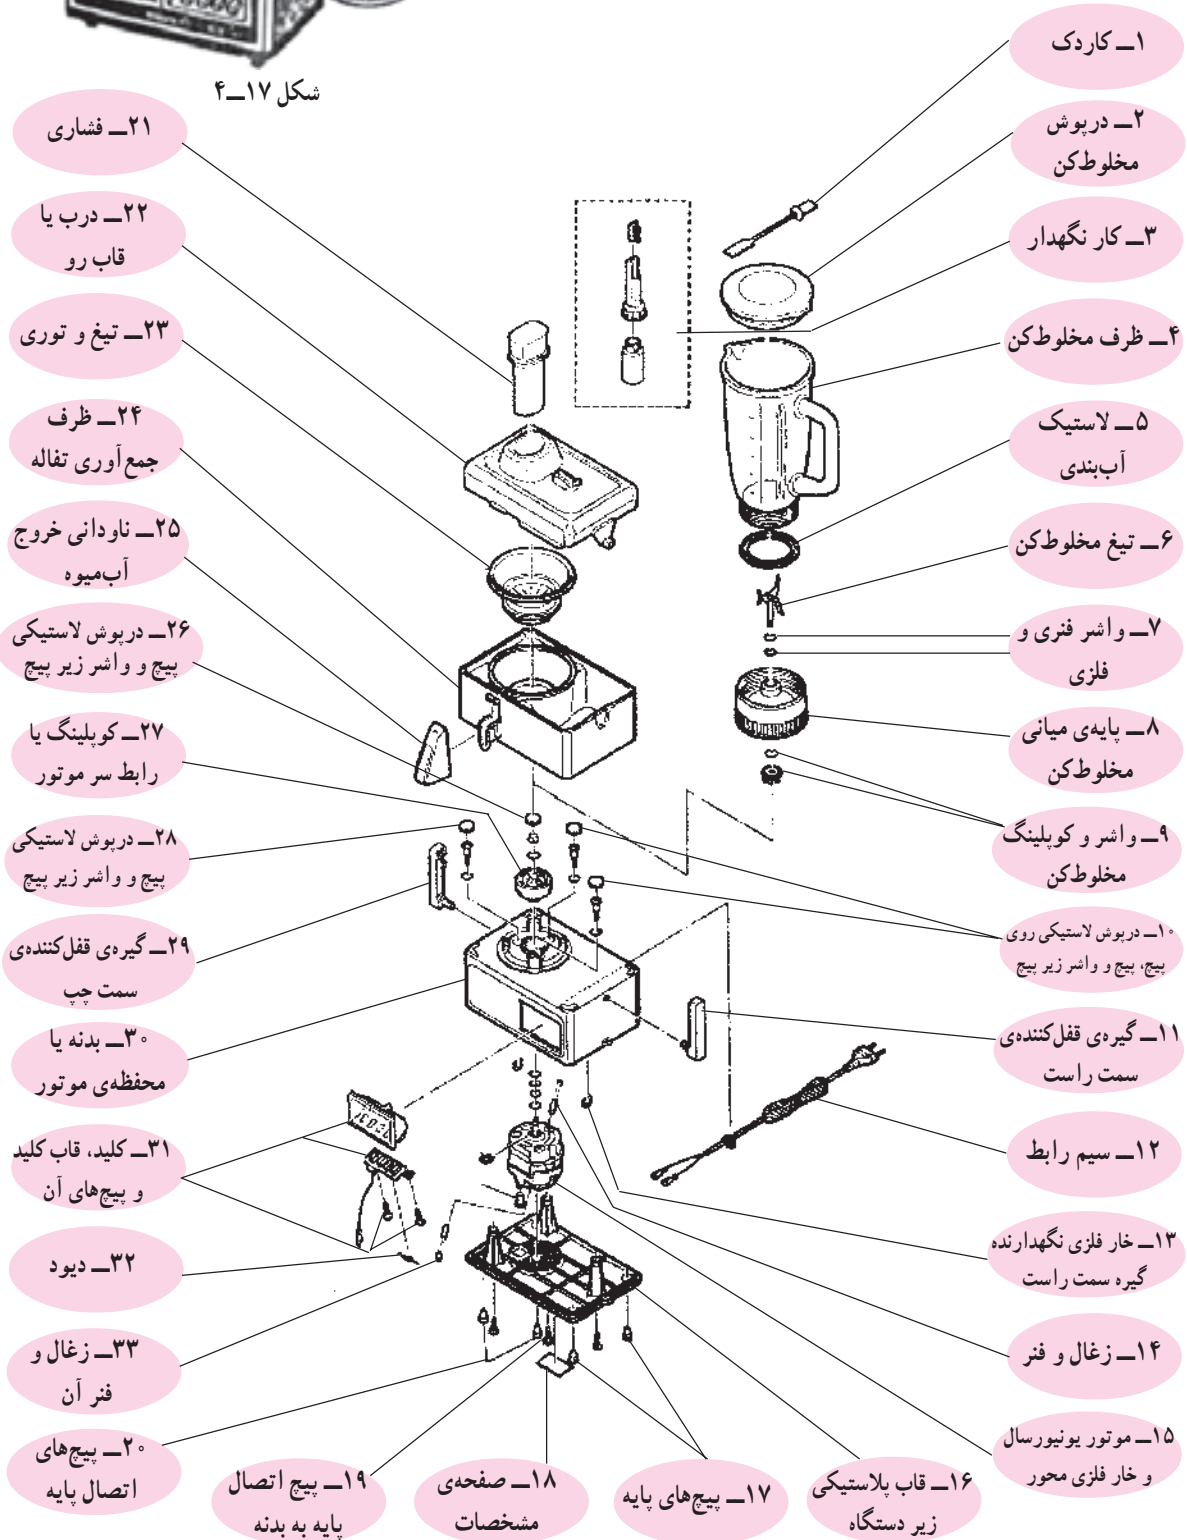 شکل ۱۷ــ۴
۱ــ کاردک
۲ــ درپوش
مخلوط‌کن
۳ــ کار نگهدار
۴ــ ظرف مخلوط‌کن
۵ــ لاستیک
آب‌بندی
۶ــ تیغ مخلوط‌کن
۷ــ واشر فنری و
فلزی
۸ــ پایه‌ی میانی
مخلوط‌کن
۹ــ واشر و کوپلینگ
مخلوط‌کن
۱۰ــ درپوش لاستیکی روی
پیچ، پیچ و واشر زیر پیچ
۱۱ــ گیره‌ی قفل‌کننده‌ی
سمت راست
۱۲ــ سیم رابط
۱۳ــ خار فلزی نگهدارنده
گیره سمت راست
۱۴ــ زغال و فنر
۱۵ــ موتور یونیورسال
و خار فلزی محور
۱۶ــ قاب پلاستیکی
زیر دستگاه
۱۷ــ پیچ‌های پایه
۱۸ــ صفحه‌ی
مشخصات
۱۹ــ پیچ اتصال
پایه به بدنه
۲۰ــ پیچ‌های
اتصال پایه
۲۱ــ فشاری
۲۲ــ درب یا
قاب رو
۲۳ــ تیغ و توری
۲۴ــ ظرف
جمع‌آوری تفاله
۲۵ــ ناودانی خروج
آب‌میوه
۲۶ــ درپوش لاستیکی
پیچ و واشر زیر پیچ
۲۷ــ کوپلینگ یا
رابط سر موتور
۲۸ــ درپوش لاستیکی
پیچ و واشر زیر پیچ
۲۹ــ گیره‌ی قفل‌کننده‌ی
سمت چپ
۳۰ــ بدنه یا
محفظه‌ی موتور
۳۱ــ کلید، قاب کلید
و پیچ‌های آن
۳۲ــ دیود
۳۳ــ زغال و
فنر آن